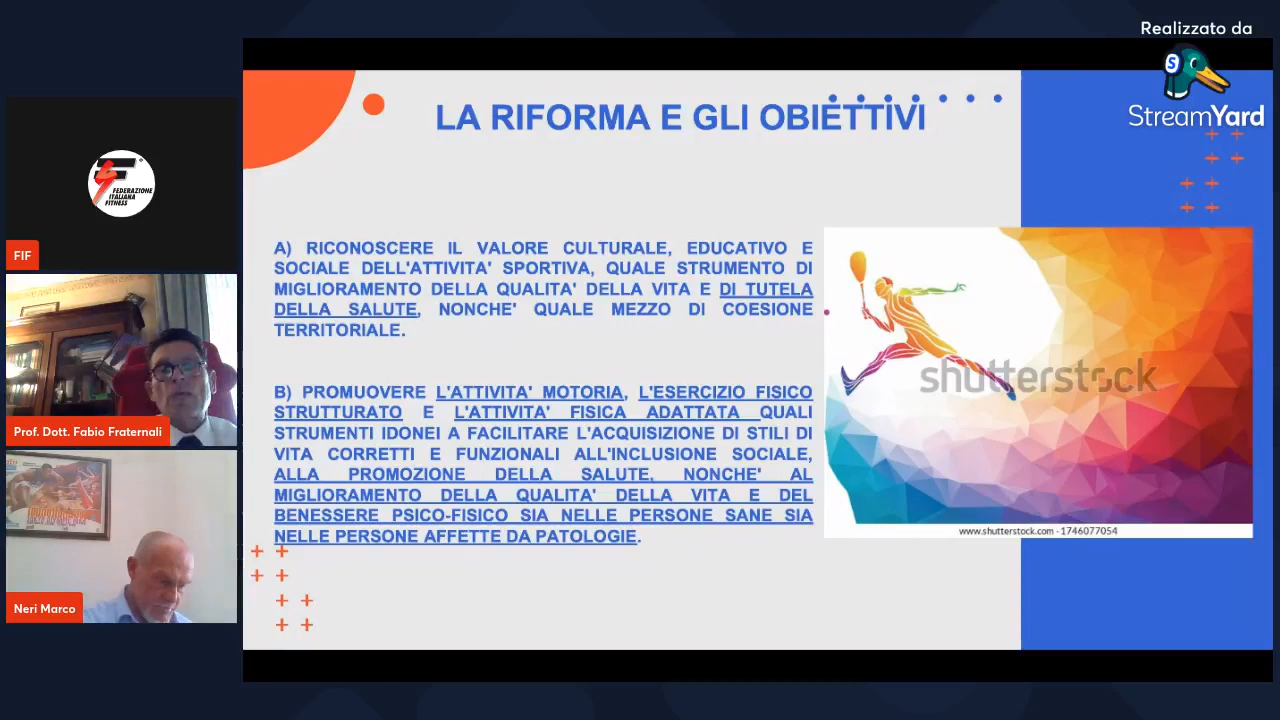 Realizzato da
StreamYard
FEDERAZIONE
ITALIANA
FITNESS
FIF
Prof. Dott. Fabio Fraternali
Neri Marco
LA RIFORMA E GLI OBIETTIVI
A) RICONOSCERE IL VALORE CULTURALE, EDUCATIVO E
SOCIALE DELL'ATTIVITA' SPORTIVA, QUALE STRUMENTO DI
MIGLIORAMENTO DELLA QUALITA' DELLA VITA E DI TUTELA
DELLA SALUTE, NONCHE' QUALE MEZZO DI COESIONE
TERRITORIALE.
B) PROMUOVERE L'ATTIVITA' MOTORIA, L'ESERCIZIO FISICO
STRUTTURATO E L'ATTIVITA' FISICA ADATTATA QUALI
STRUMENTI IDONEI A FACILITARE L'ACQUISIZIONE DI STILI DI
VITA CORRETTI E FUNZIONALI ALL'INCLUSIONE SOCIALE,
ALLA PROMOZIONE DELLA SALUTE, NONCHE' AL
MIGLIORAMENTO DELLA QUALITA' DELLA VITA E DEL
BENESSERE PSICO-FISICO SIA NELLE PERSONE SANE SIA
NELLE PERSONE AFFETTE DA PATOLOGIE.
shutterstock
www.shutterstock.com · 1746077054